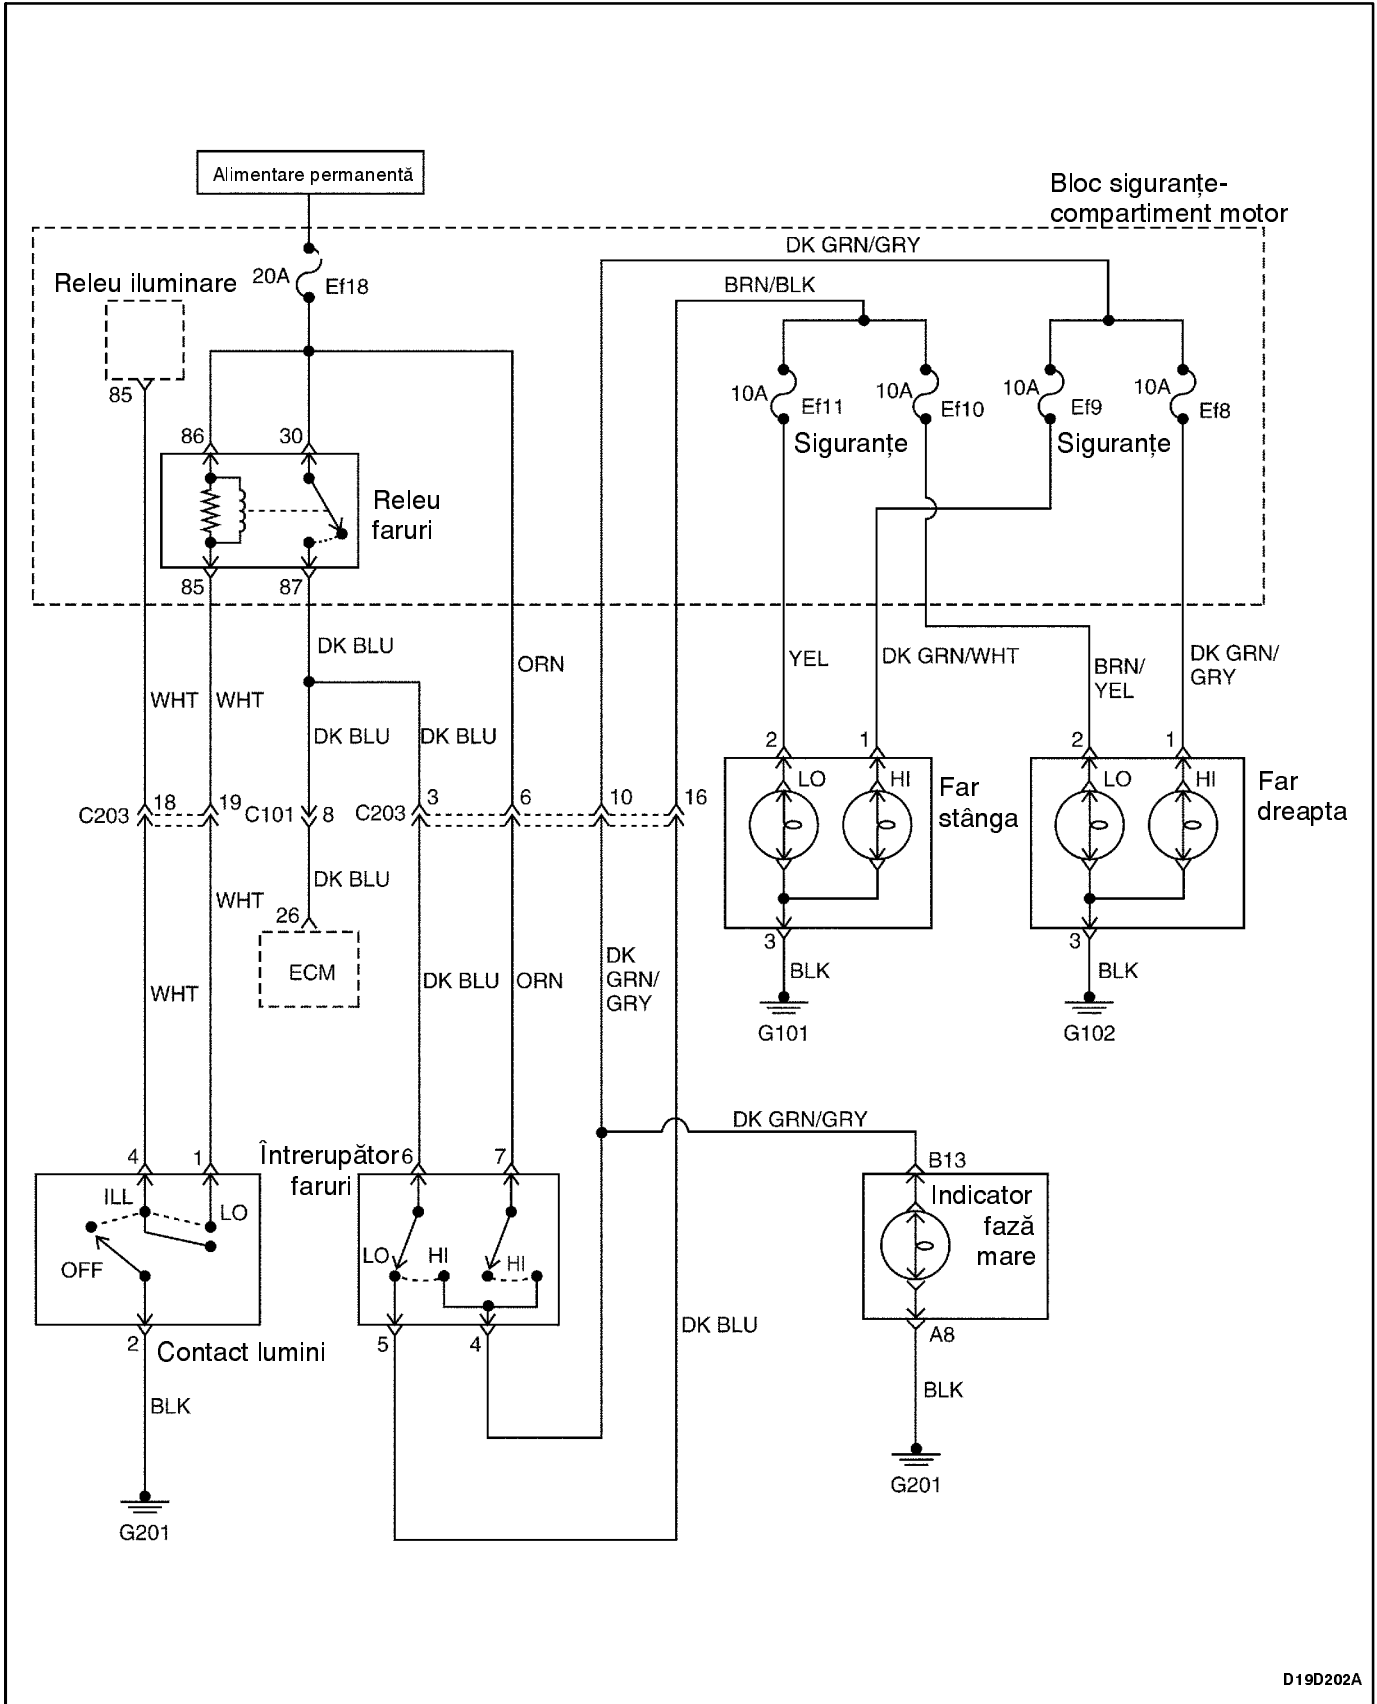 Alimentare permanentă
Bloc siguranțe-
compartiment motor
DK GRN/GRY
20A
Ef18
Releu iluminare
BRN/BLK
85
10A
Ef11
10A
Ef10
10A
Ef9
10A
Ef8
Siguranțe
Siguranțe
86
30
Releu
faruri
85
87
DK BLU
ORN
YEL
DK GRN/WHT
BRN/
YEL
DK GRN/
GRY
WHT
WHT
DK BLU
DK BLU
2
1
2
1
LO
HI
LO
HI
Far
stânga
Far
dreapta
C203
18
19
C101
8
C203
3
6
10
16
DK BLU
WHT
26
ECM
3
3
DK BLU
ORN
DK
GRN/
GRY
BLK
BLK
WHT
G101
G102
DK GRN/GRY
4
1
Întrerupător
faruri
6
7
B13
ILL
LO
OFF
LO
HI
HI
Indicator
fază
mare
2
Contact lumini
5
4
DK BLU
A8
BLK
BLK
G201
G201
D19D202A